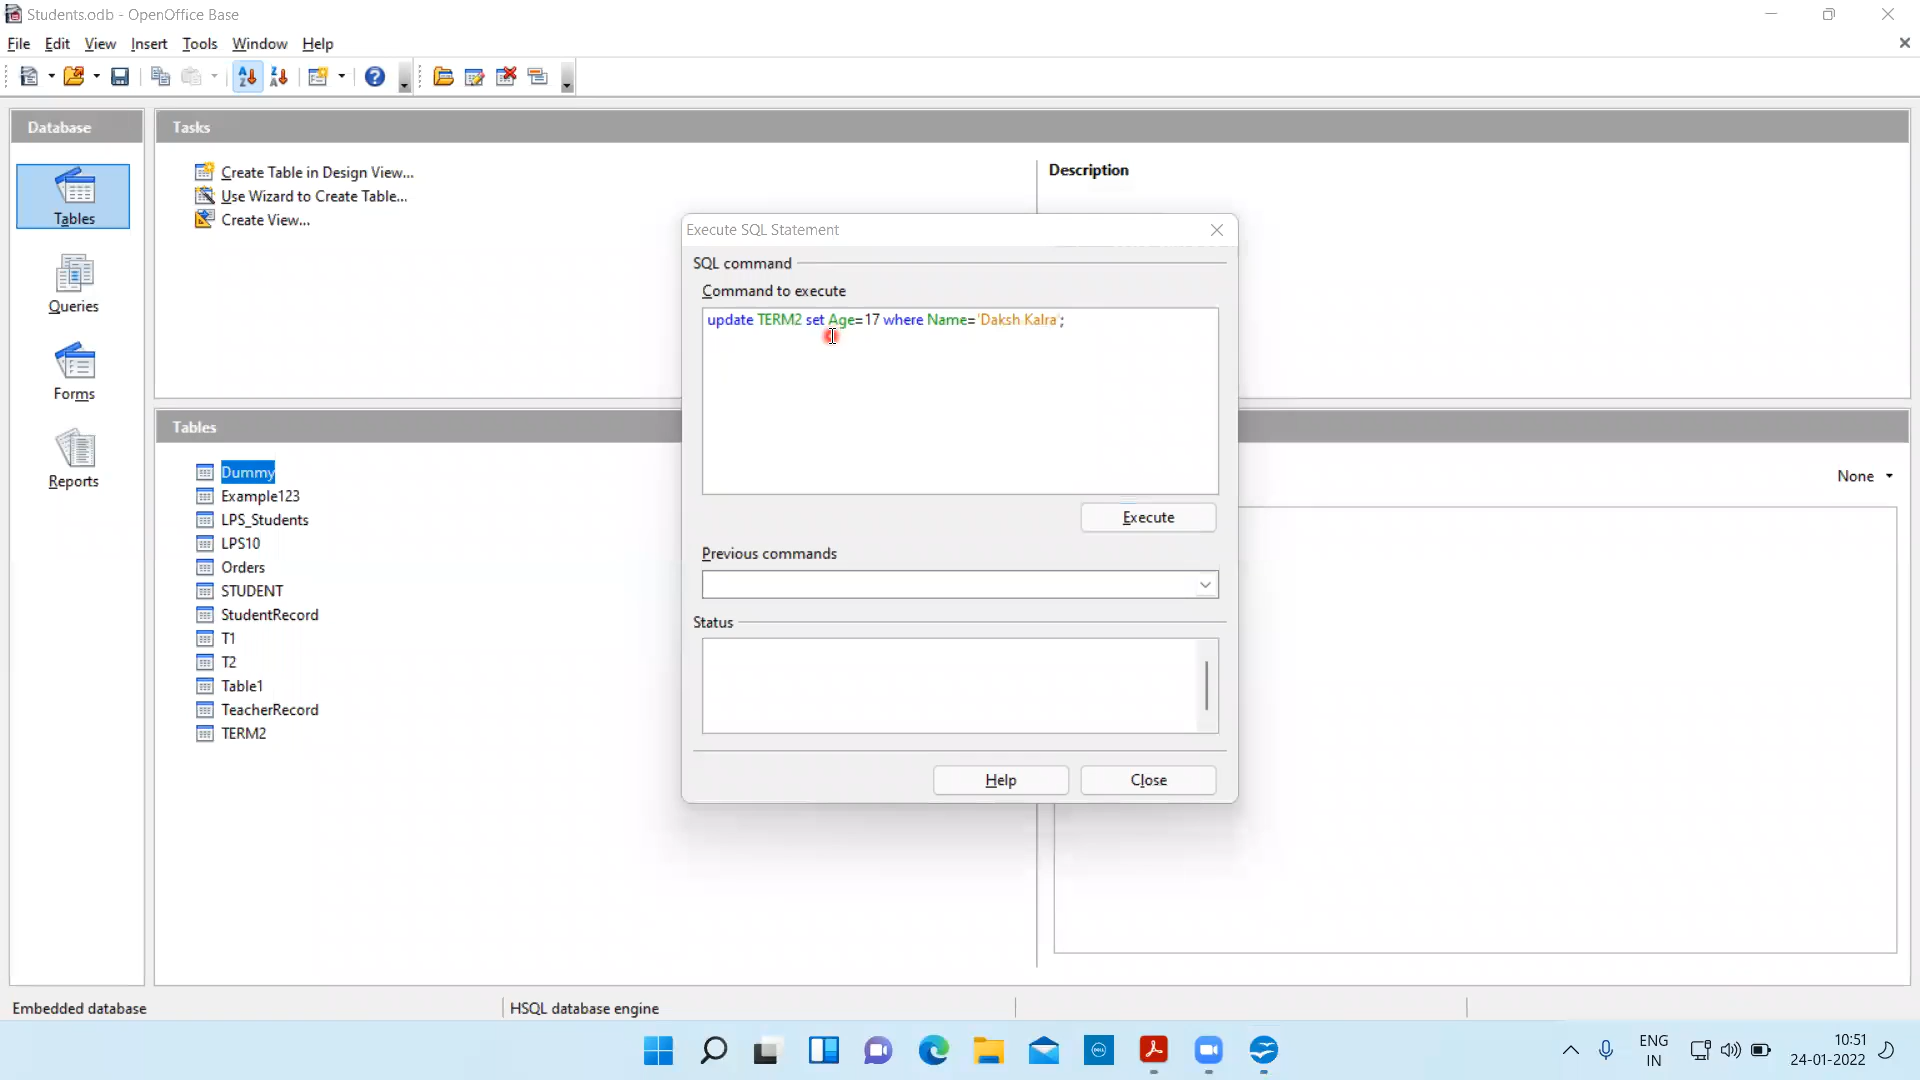 Students.odb - OpenOffice Base
File Edit View Insert Tools Window Help
Database
Tasks
Tables
Queries
Forms
Reports
Create Table in Design View...
Use Wizard to Create Table...
Create View...
Description
Execute SQL Statement
SQL command
Command to execute
update TERM2 set Age=17 where Name='Daksh Kalra';
Execute
Previous commands
Status
Help Close
Tables
None
Dummy
Example123
LPS_Students
LPS10
Orders
STUDENT
StudentRecord
T1
T2
Table1
TeacherRecord
TERM2
Embedded database
HSQL database engine
DELL
ENG
IN
10:51
24-01-2022